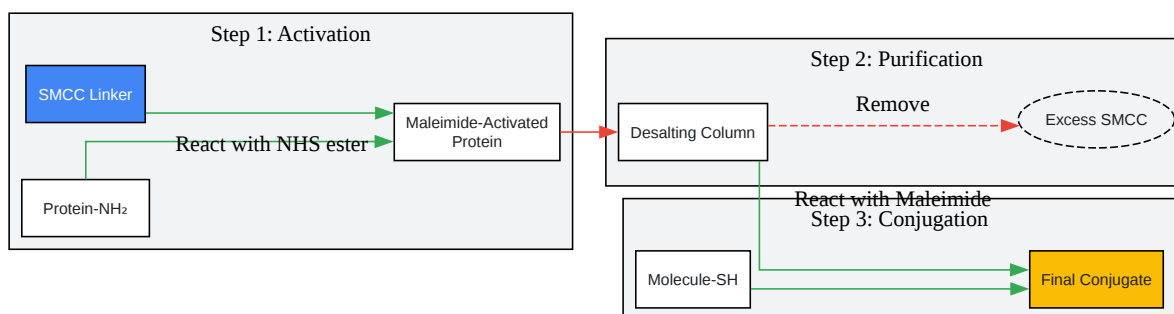 Step 1: Activation
SMCC Linker
React with NHS ester
Protein-NH₂
Maleimide-Activated
Protein
Step 2: Purification
Desalting Column
Remove
Excess SMCC
React with Maleimide
Step 3: Conjugation
Molecule-SH
Final Conjugate